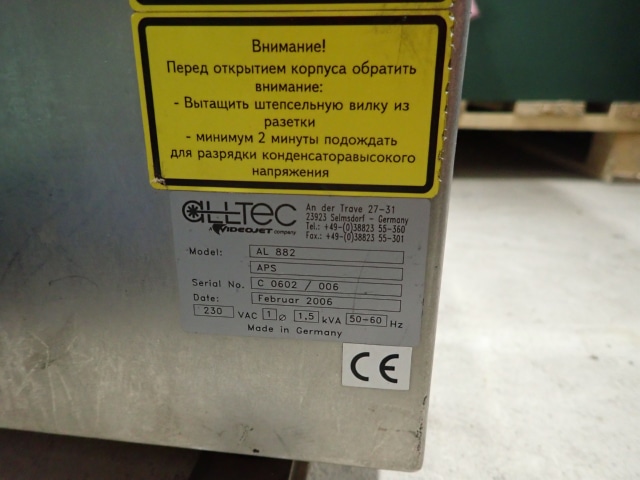 Внимание!
Перед открытием корпуса обратить
внимание:
- Вытащить штепсельную вилку из
розетки
- минимум 2 минуты подождать
для разрядки конденсаторавысокого
напряжения
ALLTEC
A VIDEOJET company
An der Trave 27-31
23923 Selmsdorf - Germany
Tel.: +49-(0)38823 55-360
Fax.: +49-(0)38823 55-301
Model: AL 882
APS
Serial No. C 0602 / 006
Date: Februar 2006
230 VAC 1 Ø 1.5 kVA 50-60 Hz
Made in Germany
CE